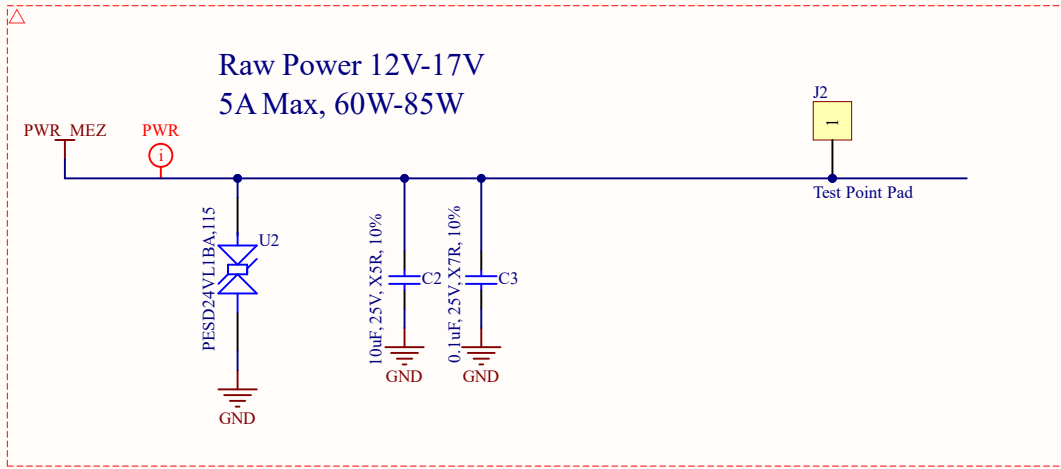 Raw Power 12V-17V
5A Max, 60W-85W
J2
1
PWR_MEZ
PWR
i
Test Point Pad
PESD24VL1BA,115
U2
10uF, 25V, X5R, 10%
C2
0.1uF, 25V, X7R, 10%
C3
GND
GND
GND